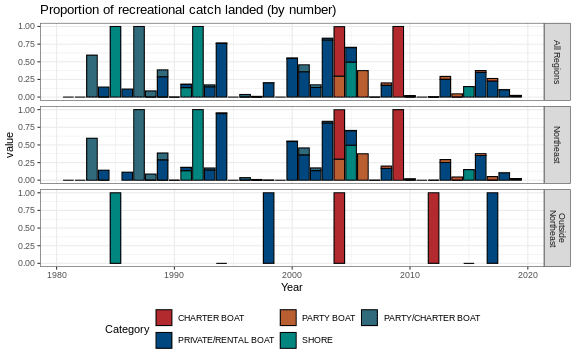 Proportion of recreational catch landed (by number)
1.00
0.75
0.50
0.25
0.00
All Regions
1.00
0.75
0.50
0.25
0.00
Northeast
1.00
0.75
0.50
0.25
0.00
Outside
Northeast
value
1980
1990
2000
2010
2020
Year
Category
CHARTER BOAT
PARTY BOAT
PARTY/CHARTER BOAT
PRIVATE/RENTAL BOAT
SHORE